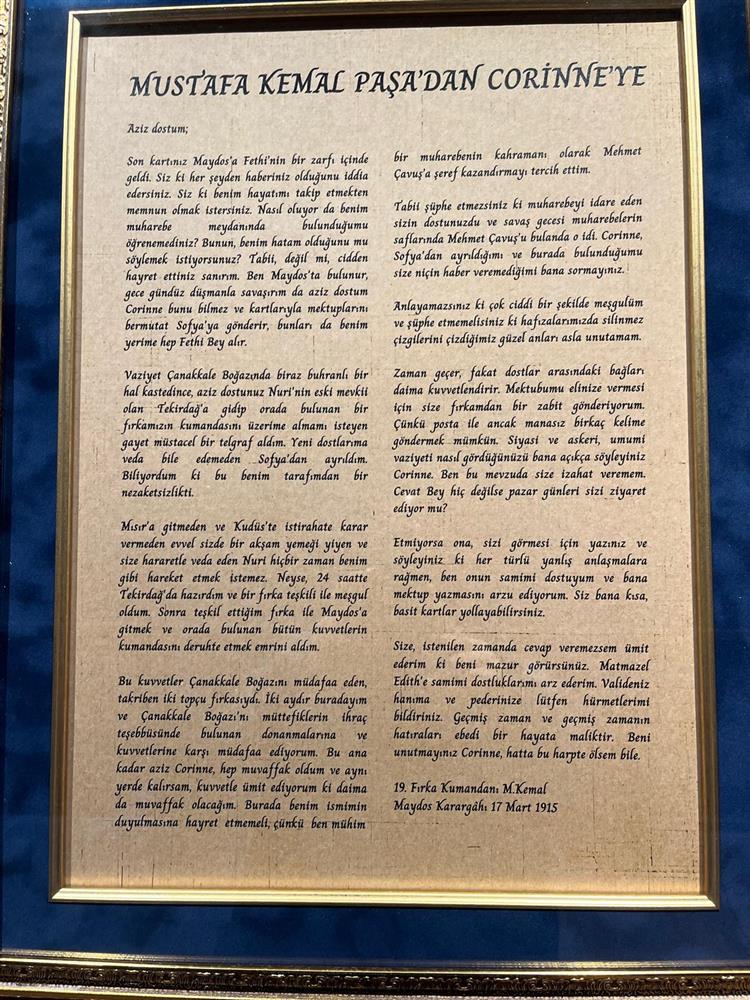 MUSTAFA KEMAL PAŞA'DAN CORİNNE'YE
Aziz dostum;
Son kartınız Maydos'a Fethi'nin bir zarfı içinde
geldi. Siz ki her şeyden haberiniz olduğunu iddia
edersiniz. Siz ki benim hayatımı takip etmekten
memnun olmak istersiniz. Nasıl oluyor da benim
muharebe meydanında bulunduğumu
öğrenemediniz? Bunun, benim hatam olduğunu mu
söylemek istiyorsunuz? Tabii, değil mi, cidden
hayret ettiniz sanırım. Ben Maydos'ta bulunur,
gece gündüz düşmanla savaşırım da aziz dostum
Corinne bunu bilmez ve kartlarıyla mektuplarını
bermutat Sofya'ya gönderir, bunları da benim
yerime hep Fethi Bey alır.
Vaziyet Çanakkale Boğazında biraz buhranlı bir
hal kastedince, aziz dostunuz Nuri'nin eski mevkii
olan Tekirdağ'a gidip orada bulunan bir
fırkamızın kumandasını üzerime almamı isteyen
gayet müstacel bir telgraf aldım. Yeni dostlarıma
veda bile edemeden Sofya'dan ayrıldım.
Biliyordum ki bu benim tarafımdan bir
nezaketsizlikti.
Mısır'a gitmeden ve Kudüs'te istirahate karar
vermeden evvel sizde bir akşam yemeği yiyen ve
size hararetle veda eden Nuri hiçbir zaman benim
gibi hareket etmek istemez. Neyse, 24 saatte
Tekirdağ'da hazırdım ve bir fırka teşkili ile meşgul
oldum. Sonra teşkil ettiğim fırka ile Maydos'a
gitmek ve orada bulunan bütün kuvvetlerin
kumandasını deruhte etmek emrini aldım.
Bu kuvvetler Çanakkale Boğazını müdafaa eden,
takriben iki topçu fırkasıydı. İki aydır buradayım
ve Çanakkale Boğazı'nı müttefiklerin ihraç
teşebbüsünde bulunan donanmalarına ve
kuvvetlerine karşı müdafaa ediyorum. Bu ana
kadar aziz Corinne, hep muvaffak oldum ve aynı
yerde kalırsam, kuvvetle ümit ediyorum ki daima
da muvaffak olacağım. Burada benim ismimin
duyulmasına hayret etmemeli, çünkü ben mühim
bir muharebenin kahramanı olarak Mehmet
Çavuş'a şeref kazandırmayı tercih ettim.
Tabii şüphe etmezsiniz ki muharebeyi idare eden
sizin dostunuzdu ve savaş gecesi muharebelerin
saflarında Mehmet Çavuş'u bulanda o idi. Corinne,
Sofya'dan ayrıldığımı ve burada bulunduğumu
size niçin haber veremediğimi bana sormayınız.
Anlayamazsınız ki çok ciddi bir şekilde meşgulüm
ve şüphe etmemelisiniz ki hafızalarımızda silinmez
çizgilerini çizdiğimiz güzel anları asla unutamam.
Zaman geçer, fakat dostlar arasındaki bağları
daima kuvvetlendirir. Mektubumu elinize vermesi
için size fırkamdan bir zabit gönderiyorum.
Çünkü posta ile ancak manasız birkaç kelime
göndermek mümkün. Siyasi ve askeri, umumi
vaziyeti nasıl gördüğünüzü bana açıkça söyleyiniz
Corinne. Ben bu mevzuda size izahat veremem.
Cevat Bey hiç değilse pazar günleri sizi ziyaret
ediyor mu?
Etmiyorsa ona, sizi görmesi için yazınız ve
söyleyiniz ki her türlü yanlış anlaşmalara
rağmen, ben onun samimi dostuyum ve bana
mektup yazmasını arzu ediyorum. Siz bana kısa,
basit kartlar yollayabilirsiniz.
Size, istenilen zamanda cevap veremezsem ümit
ederim ki beni mazur görürsünüz. Matmazel
Edith'e samimi dostluklarımı arz ederim. Valideniz
hanıma ve pederinize lütfen hürmetlerimi
bildiriniz. Geçmiş zaman ve geçmiş zamanın
hatıraları ebedi bir hayata maliktir. Beni
unutmayınız Corinne, hatta bu harpte ölsem bile.
19. Fırka Kumandanı M.Kemal
Maydos Karargâhı 17 Mart 1915